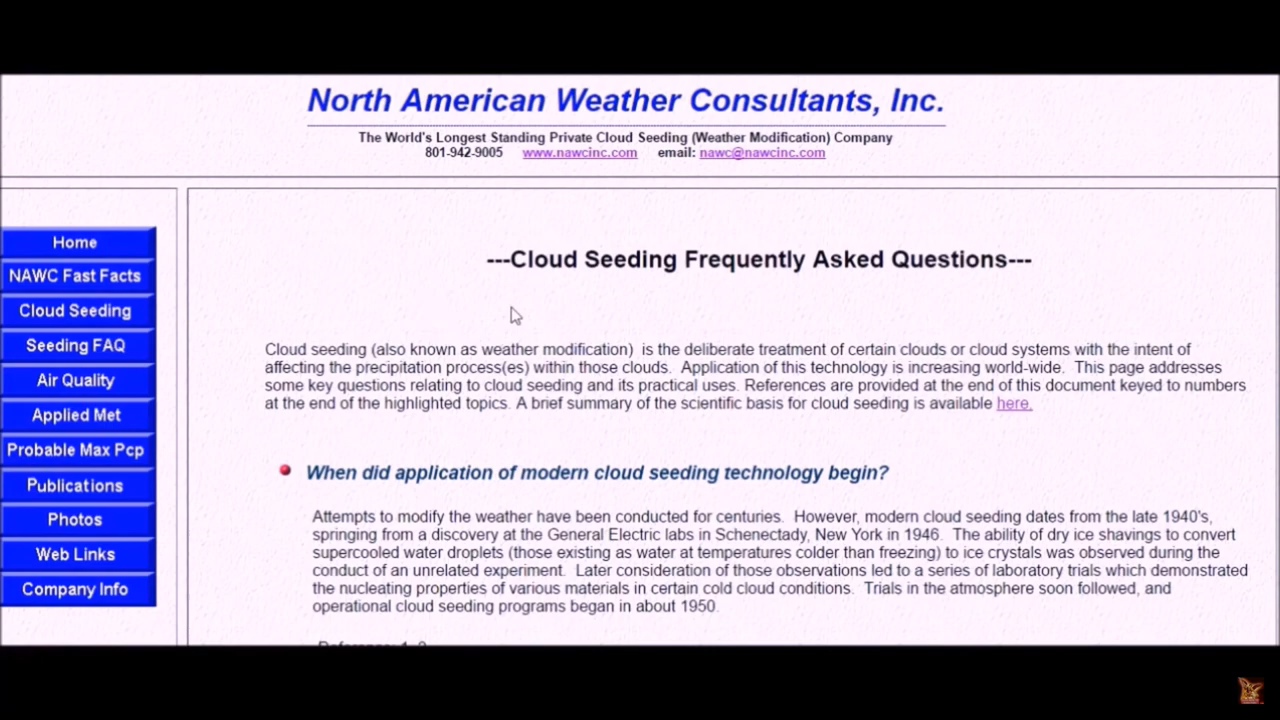 North American Weather Consultants, Inc.
The World's Longest Standing Private Cloud Seeding (Weather Modification) Company
801-942-9005 www.nawcinc.com email: nawc@nawcinc.com
Home
NAWC Fast Facts
Cloud Seeding
Seeding FAQ
Air Quality
Applied Met
Probable Max Pcp
Publications
Photos
Web Links
Company Info
---Cloud Seeding Frequently Asked Questions---
Cloud seeding (also known as weather modification) is the deliberate treatment of certain clouds or cloud systems with the intent of
affecting the precipitation process(es) within those clouds. Application of this technology is increasing world-wide. This page addresses
some key questions relating to cloud seeding and its practical uses. References are provided at the end of this document keyed to numbers
at the end of the highlighted topics. A brief summary of the scientific basis for cloud seeding is available here.
When did application of modern cloud seeding technology begin?
Attempts to modify the weather have been conducted for centuries. However, modern cloud seeding dates from the late 1940's,
springing from a discovery at the General Electric labs in Schenectady, New York in 1946. The ability of dry ice shavings to convert
supercooled water droplets (those existing as water at temperatures colder than freezing) to ice crystals was observed during the
conduct of an unrelated experiment. Later consideration of those observations led to a series of laboratory trials which demonstrated
the nucleating properties of various materials in certain cold cloud conditions. Trials in the atmosphere soon followed, and
operational cloud seeding programs began in about 1950.